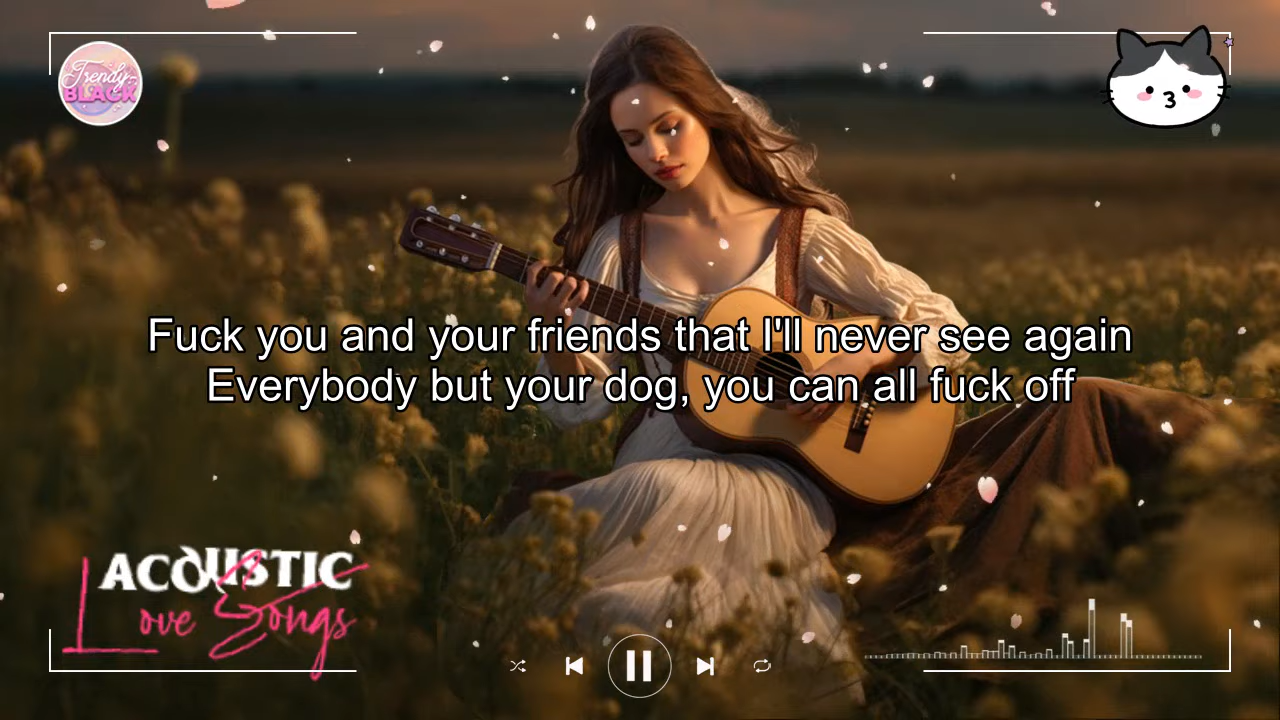 Trendy
BLACK
Fuck you and your friends that I'll never see again
Everybody but your dog, you can all fuck off
ACOUSTIC
Love Songs